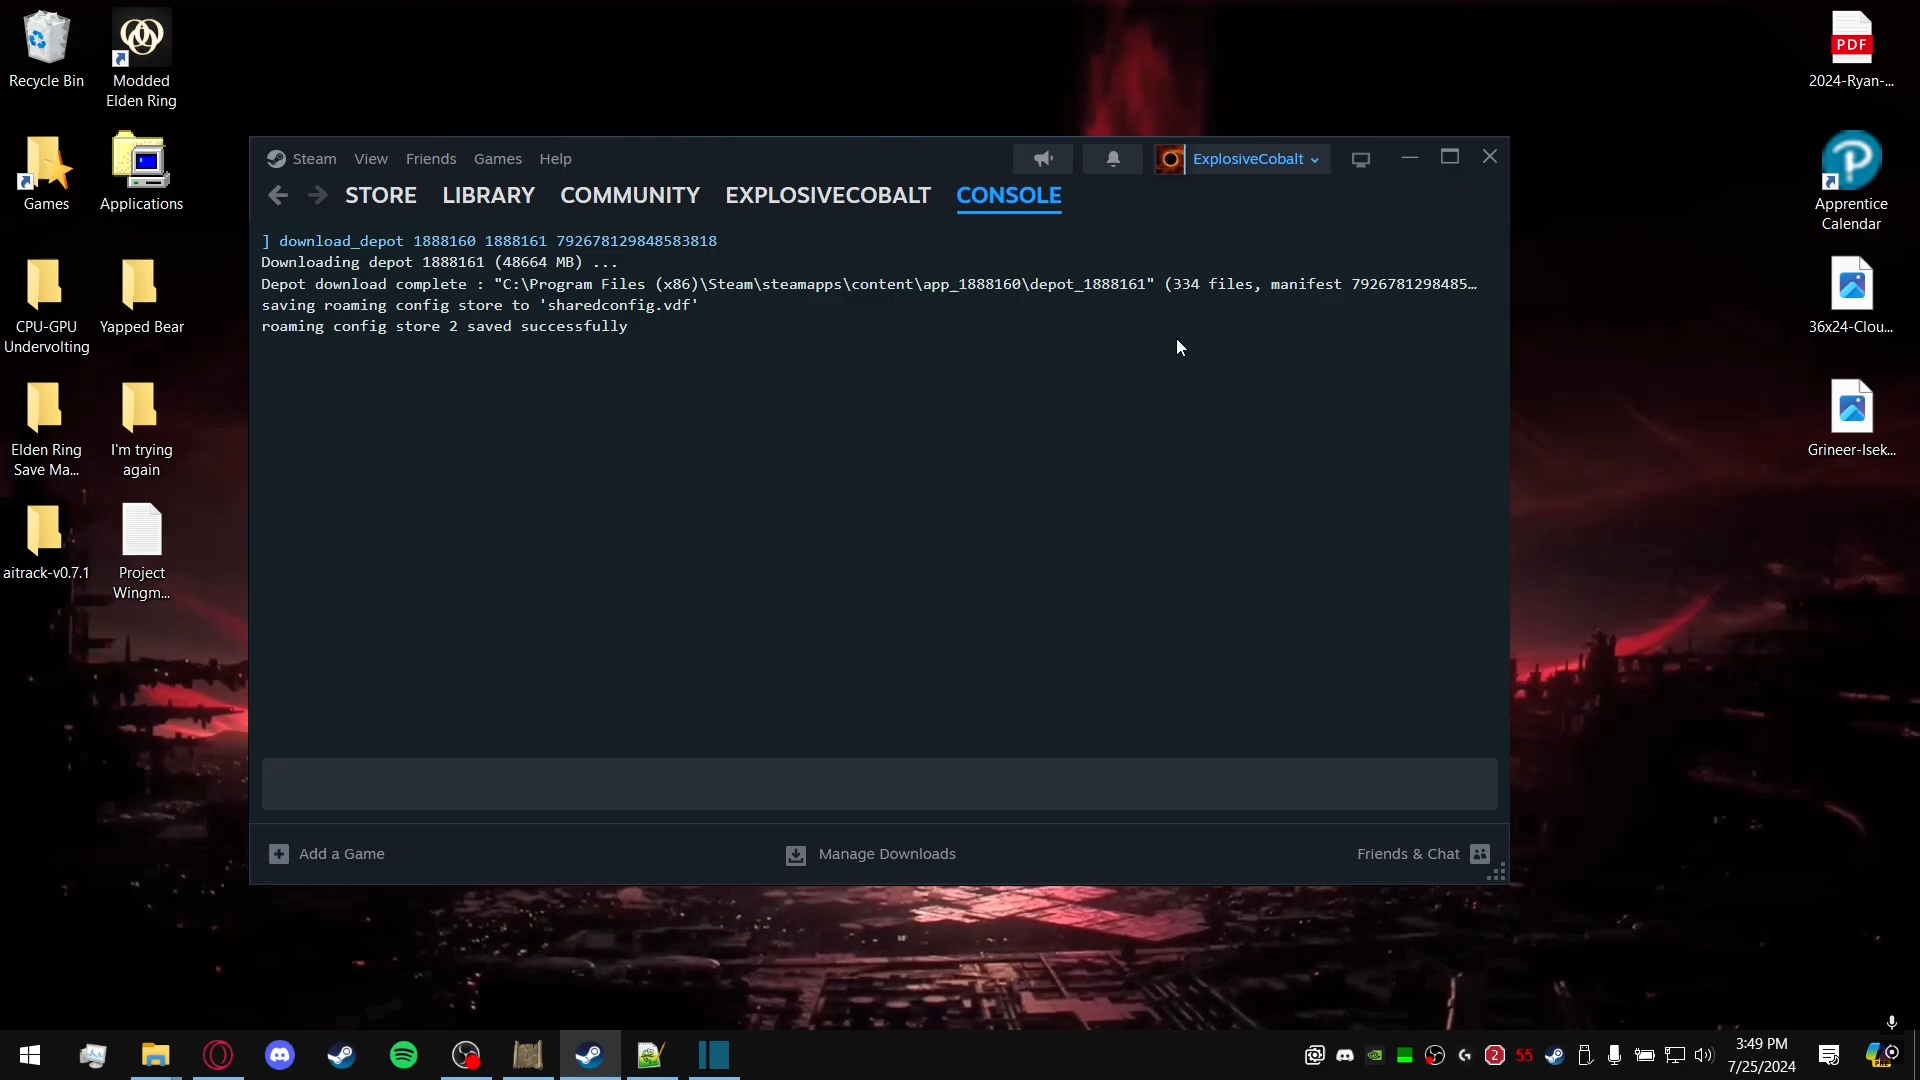 Recycle Bin
Modded
Elden Ring
Games
Applications
CPU-GPU
Undervolting
Yapped Bear
Elden Ring
Save Ma...
I'm trying
again
aitrack-v0.7.1
Project
Wingm...
Steam View Friends Games Help
ExplosiveCobalt
STORE LIBRARY COMMUNITY EXPLOSIVECOBALT CONSOLE
] download_depot 1888160 1888161 792678129848583818
Downloading depot 1888161 (48664 MB) ...
Depot download complete : "C:\Program Files (x86)\Steam\steamapps\content\app_1888160\depot_1888161" (334 files, manifest 7926781298485…
saving roaming config store to 'sharedconfig.vdf'
roaming config store 2 saved successfully
Add a Game
Manage Downloads
Friends & Chat
PDF
2024-Ryan-...
Apprentice
Calendar
36x24-Clou...
Grineer-Isek...
2
55
3:49 PM
7/25/2024
PRE